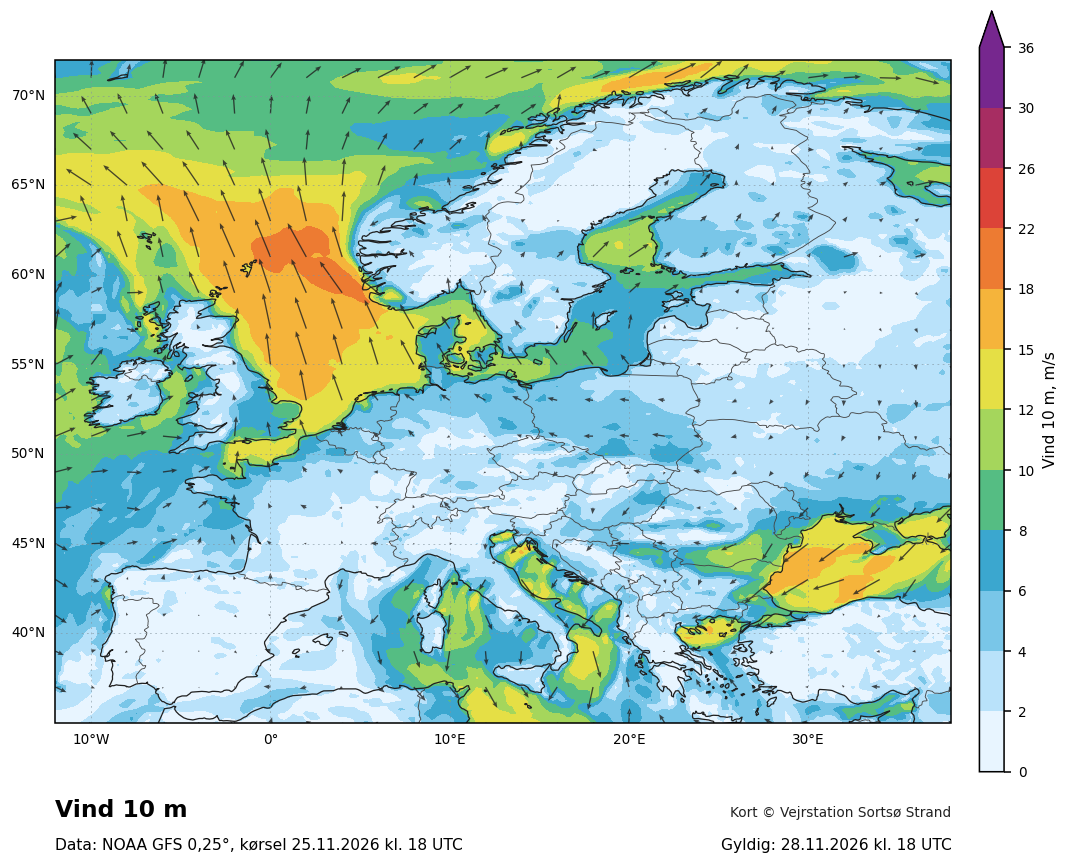 36
30
26
22
18
15
12
10
8
6
4
2
0
Vind 10 m, m/s
70°N
65°N
60°N
55°N
50°N
45°N
40°N
10°W
0°
10°E
20°E
30°E
Vind 10 m
Kort © Vejrstation Sortsø Strand
Data: NOAA GFS 0,25°, kørsel 25.11.2026 kl. 18 UTC
Gyldig: 28.11.2026 kl. 18 UTC